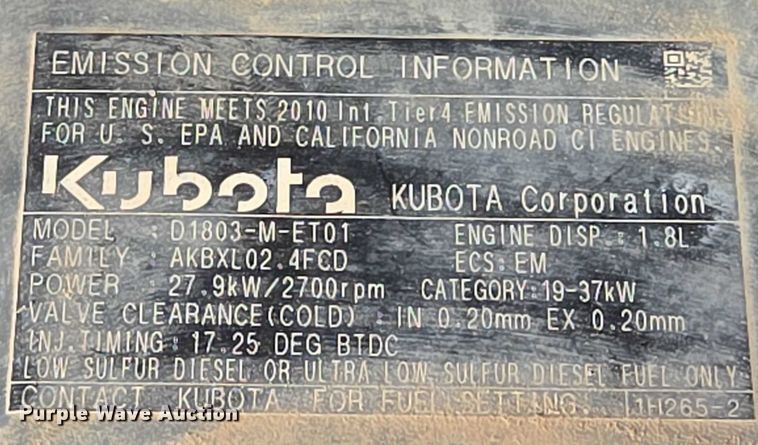 EMISSION CONTROL INFORMATION
THIS ENGINE MEETS 2010 Int. Tier4 EMISSION REGULATIONS
FOR U. S. EPA AND CALIFORNIA NONROAD CI ENGINES.
Kubota KUBOTA Corporation
MODEL : D1803-M-ET01 ENGINE DISP.: 1.8L
FAMILY : AKBXL02.4FCD ECS: EM
POWER : 27.9kW/2700rpm CATEGORY:19-37kW
VALVE CLEARANCE(COLD) : IN 0.20mm EX 0.20mm
INJ.TIMING: 17.25 DEG BTDC
LOW SULFUR DIESEL OR ULTRA LOW SULFUR DIESEL FUEL ONLY
CONTACT KUBOTA FOR FUEL SETTING. 1H265-2
Purple Wave Auction